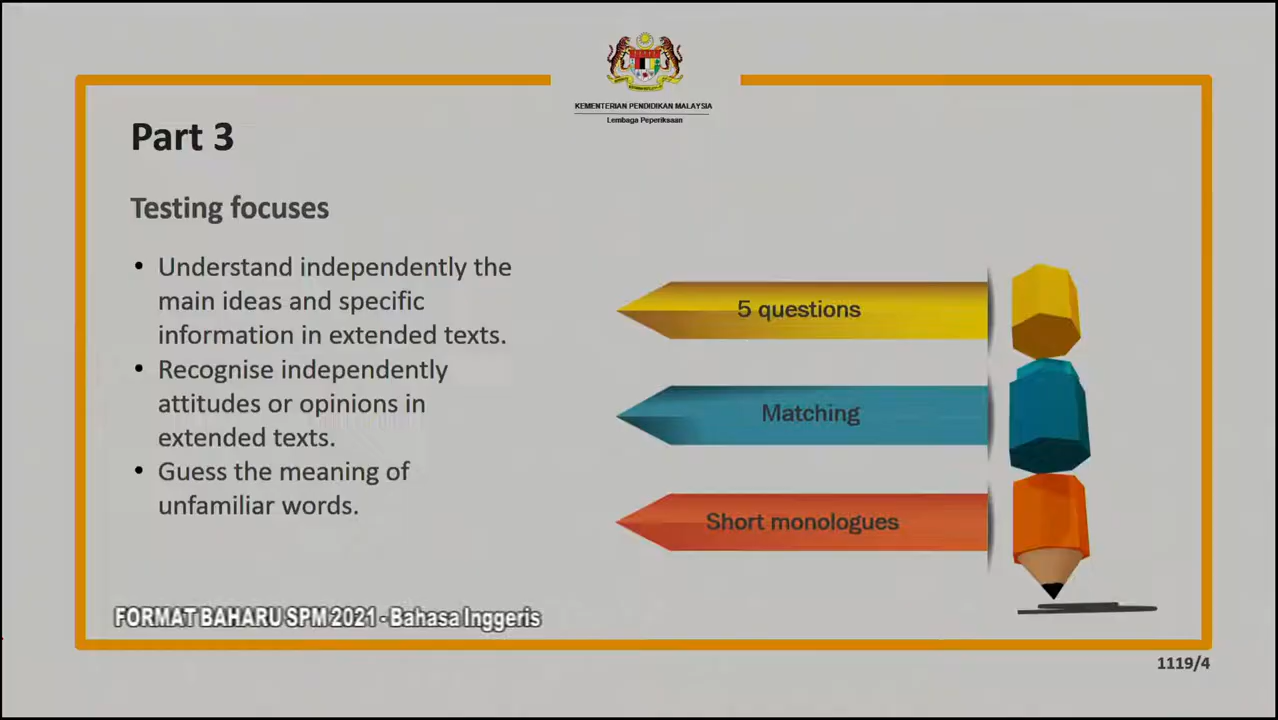 KEMENTERIAN PENDIDIKAN MALAYSIA
Lembaga Peperiksaan
Part 3
Testing focuses
• Understand independently the
main ideas and specific
information in extended texts.
• Recognise independently
attitudes or opinions in
extended texts.
• Guess the meaning of
unfamiliar words.
5 questions
Matching
Short monologues
FORMAT BAHARU SPM 2021 - Bahasa Inggeris
1119/4